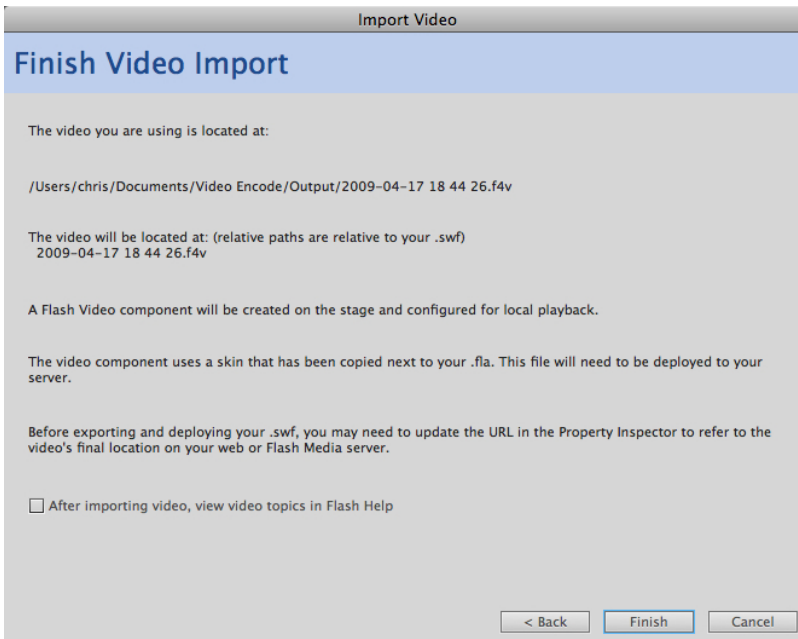 Import Video
Finish Video Import
The video you are using is located at:
/Users/chris/Documents/Video Encode/Output/2009-04-17 18 44 26.f4v
The video will be located at: (relative paths are relative to your .swf)
2009-04-17 18 44 26.f4v
A Flash Video component will be created on the stage and configured for local playback.
The video component uses a skin that has been copied next to your .fla. This file will need to be deployed to your
server.
Before exporting and deploying your .swf, you may need to update the URL in the Property Inspector to refer to the
video's final location on your web or Flash Media server.
After importing video, view video topics in Flash Help
< Back
Finish
Cancel